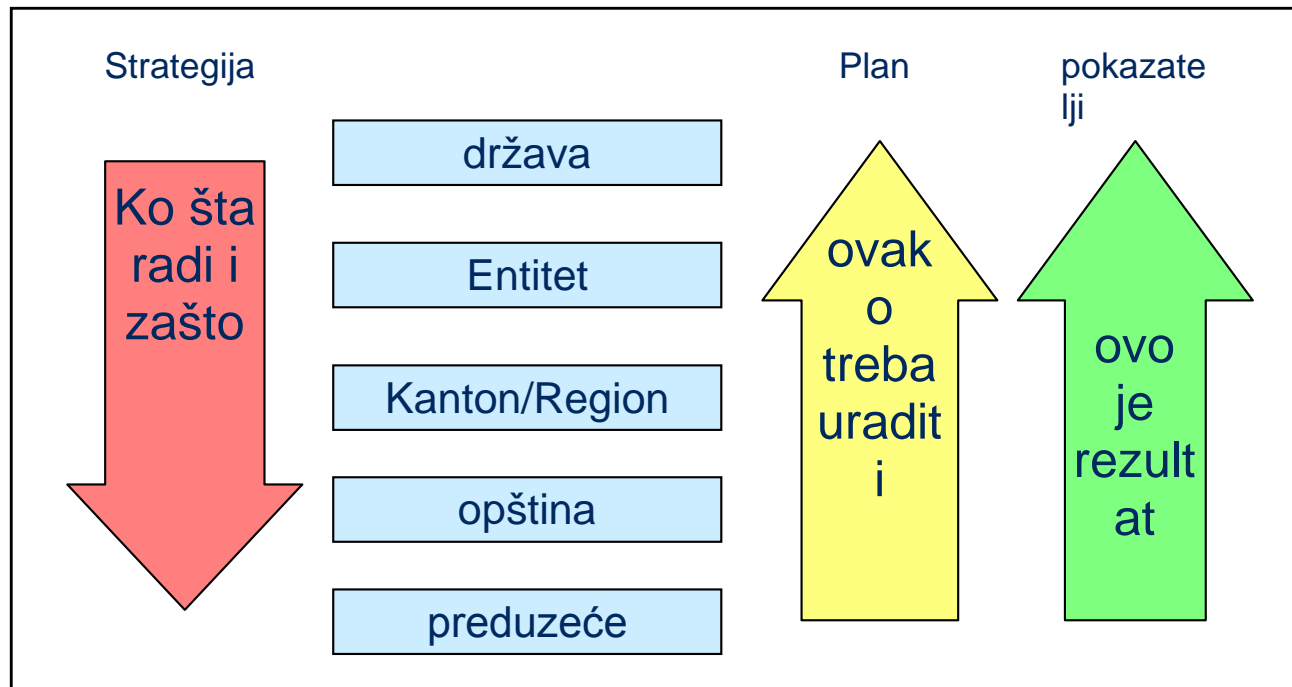 Strategija
Plan
pokazate
lji
Ko šta
radi i
zašto
država
Entitet
Kanton/Region
opština
preduzeće
ovak
o
treba
uradit
i
ovo
je
rezult
at